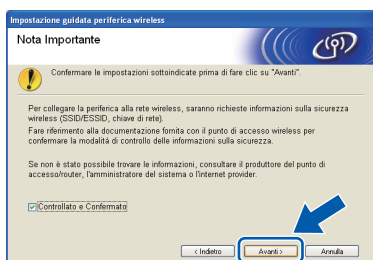 Impostazione guidata periferica wireless
Nota Importante
Confermare le impostazioni sottoindicate prima di fare clic su "Avanti".
Per collegare la periferica alla rete wireless, saranno richieste informazioni sulla sicurezza
wireless (SSID/ESSID, chiave di rete).
Fare riferimento alla documentazione fornita con il punto di accesso wireless per
confermare la modalità di controllo delle informazioni sulla sicurezza.
Se non è stato possibile trovare le informazioni, consultare il produttore del punto di
accesso/router, l'amministratore del sistema o l'internet provider.
Controllato e Confermato
< Indietro
Avanti >
Annulla